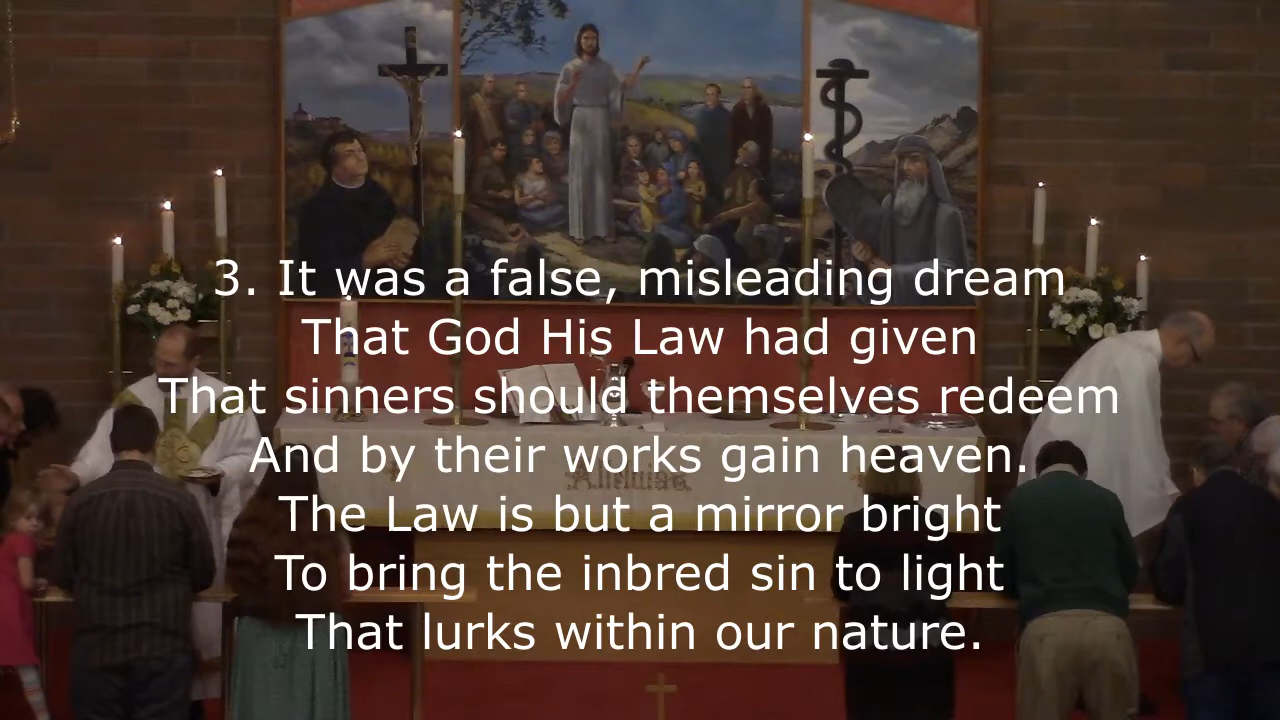 3. It was a false, misleading dream
That God His Law had given
That sinners should themselves redeem
And by their works gain heaven.
The Law is but a mirror bright
To bring the inbred sin to light
That lurks within our nature.
Alleluia